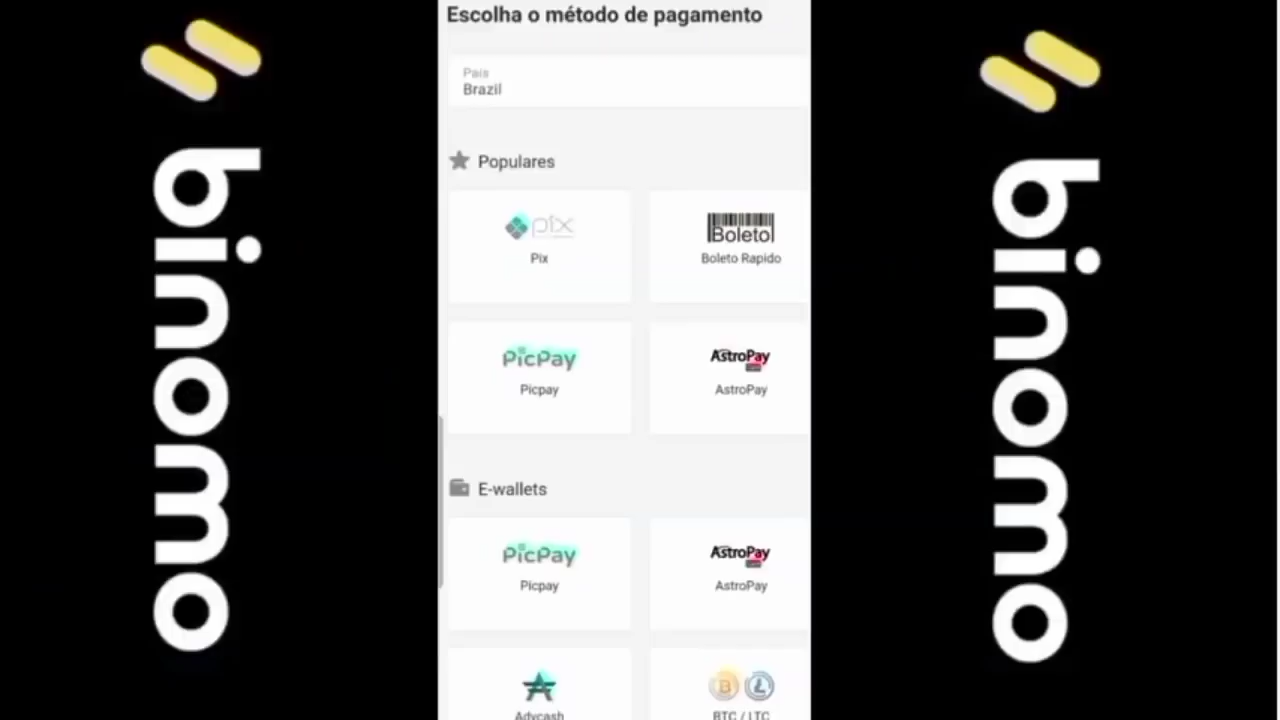 binomo
Escolha o método de pagamento
País
Brazil
Populares
pix
Pix
Boleto
Boleto Rapido
PicPay
Picpay
AstroPay
AstroPay
E-wallets
PicPay
Picpay
AstroPay
AstroPay
Advcash
BTC / LTC
binomo